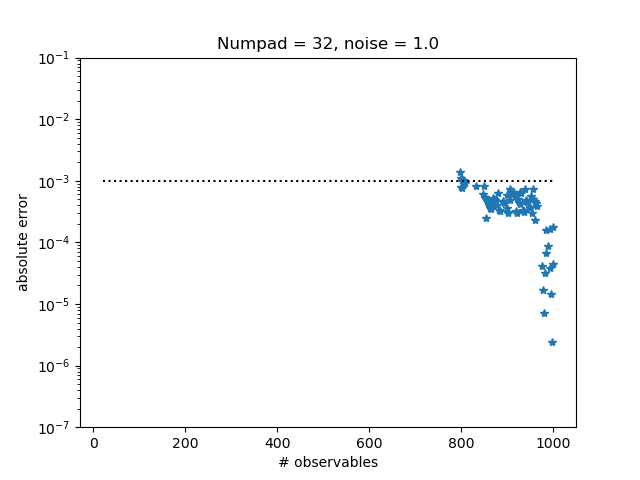 Numpad = 32, noise = 1.0
absolute error
10⁻¹
10⁻²
10⁻³
10⁻⁴
10⁻⁵
10⁻⁶
10⁻⁷
0 200 400 600 800 1000
# observables